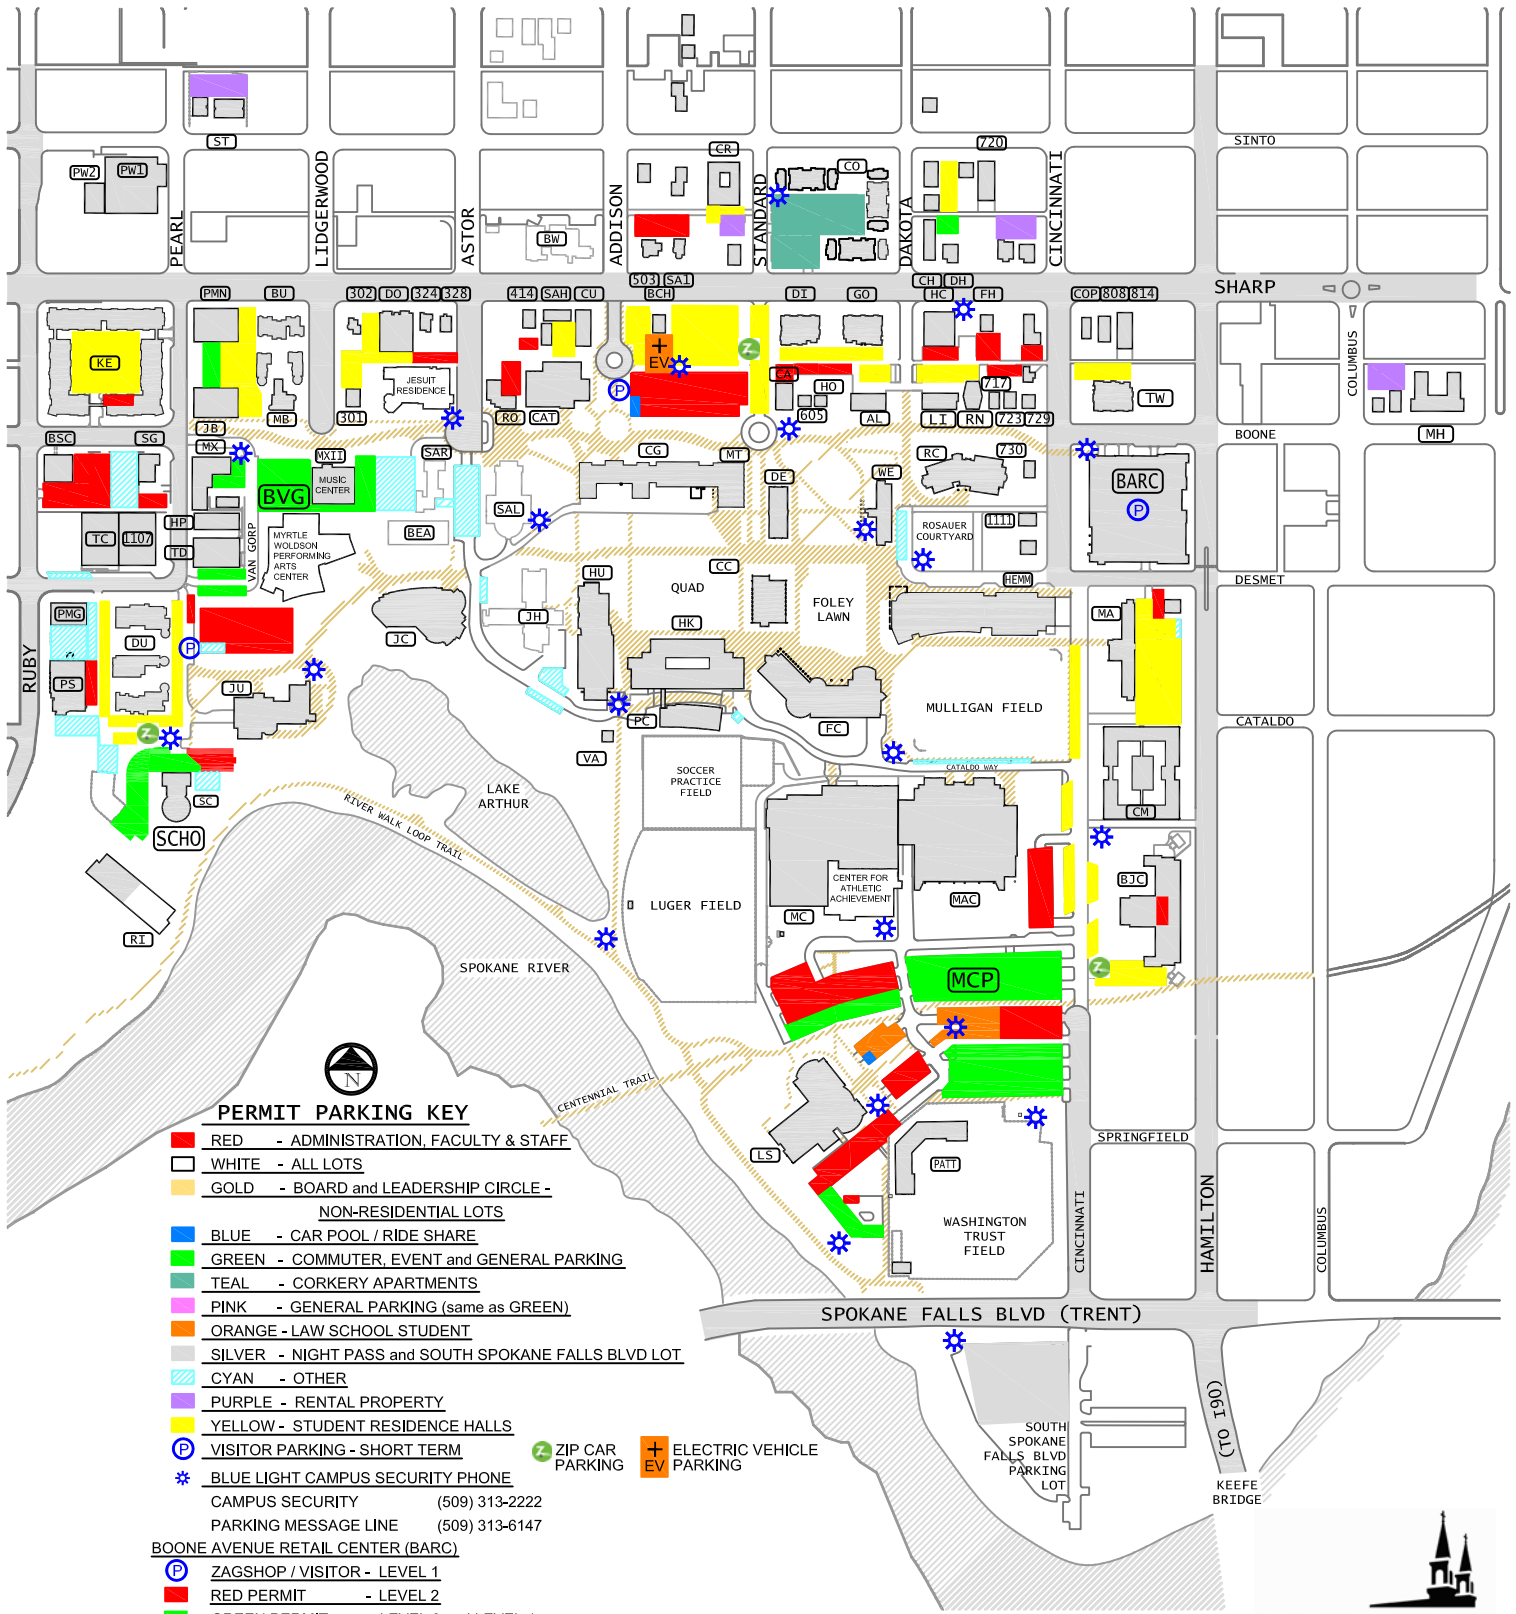 ST
SINTO
720
CR
CO
PW2
PW1
PEARL
LIDGERWOOD
ASTOR
ADDISON
STANDARD
DAKOTA
CINCINNATI
BW
503
SA1
CH
DH
SHARP
PMN
BU
302
DO
324
328
414
SAH
CU
BCH
DI
GO
HC
FH
COP
808
814
COLUMBUS
KE
EV
JESUIT
RESIDENCE
P
CA
HO
717
TW
MB
301
RO
CAT
605
AL
LI
RN
723
729
MH
BOONE
JB
BSC
SG
MX
MXII
SAR
CG
MT
RC
730
BARC
P
BVG
MUSIC
CENTER
DE
WE
SAL
TC
1107
HP
TD
VAN GORP
MYRTLE
WOLDSON
PERFORMING
ARTS
CENTER
BEA
ROSAUER
COURTYARD
1111
HU
CC
QUAD
FOLEY
LAWN
HEMM
DESMET
PMG
DU
JC
JH
HK
MA
RUBY
P
PS
JU
PC
FC
MULLIGAN FIELD
CATALDO
VA
SOCCER
PRACTICE
FIELD
CATALDO WAY
LAKE
ARTHUR
SC
SCHO
RIVER WALK LOOP TRAIL
CM
CENTER FOR
ATHLETIC
ACHIEVEMENT
MC
MAC
BJC
LUGER FIELD
RI
SPOKANE RIVER
MCP
N
CENTENNIAL TRAIL
LS
PATT
SPRINGFIELD
WASHINGTON
TRUST
FIELD
CINCINNATI
HAMILTON
COLUMBUS
SPOKANE FALLS BLVD (TRENT)
(TO I90)
SOUTH
SPOKANE
FALLS BLVD
PARKING
LOT
KEEFE
BRIDGE
PERMIT PARKING KEY
RED - ADMINISTRATION, FACULTY & STAFF
WHITE - ALL LOTS
GOLD - BOARD and LEADERSHIP CIRCLE -
NON-RESIDENTIAL LOTS
BLUE - CAR POOL / RIDE SHARE
GREEN - COMMUTER, EVENT and GENERAL PARKING
TEAL - CORKERY APARTMENTS
PINK - GENERAL PARKING (same as GREEN)
ORANGE - LAW SCHOOL STUDENT
SILVER - NIGHT PASS and SOUTH SPOKANE FALLS BLVD LOT
CYAN - OTHER
PURPLE - RENTAL PROPERTY
YELLOW - STUDENT RESIDENCE HALLS
P VISITOR PARKING - SHORT TERM
Z ZIP CAR
PARKING
EV ELECTRIC VEHICLE
PARKING
BLUE LIGHT CAMPUS SECURITY PHONE
CAMPUS SECURITY (509) 313-2222
PARKING MESSAGE LINE (509) 313-6147
BOONE AVENUE RETAIL CENTER (BARC)
P ZAGSHOP / VISITOR - LEVEL 1
RED PERMIT - LEVEL 2